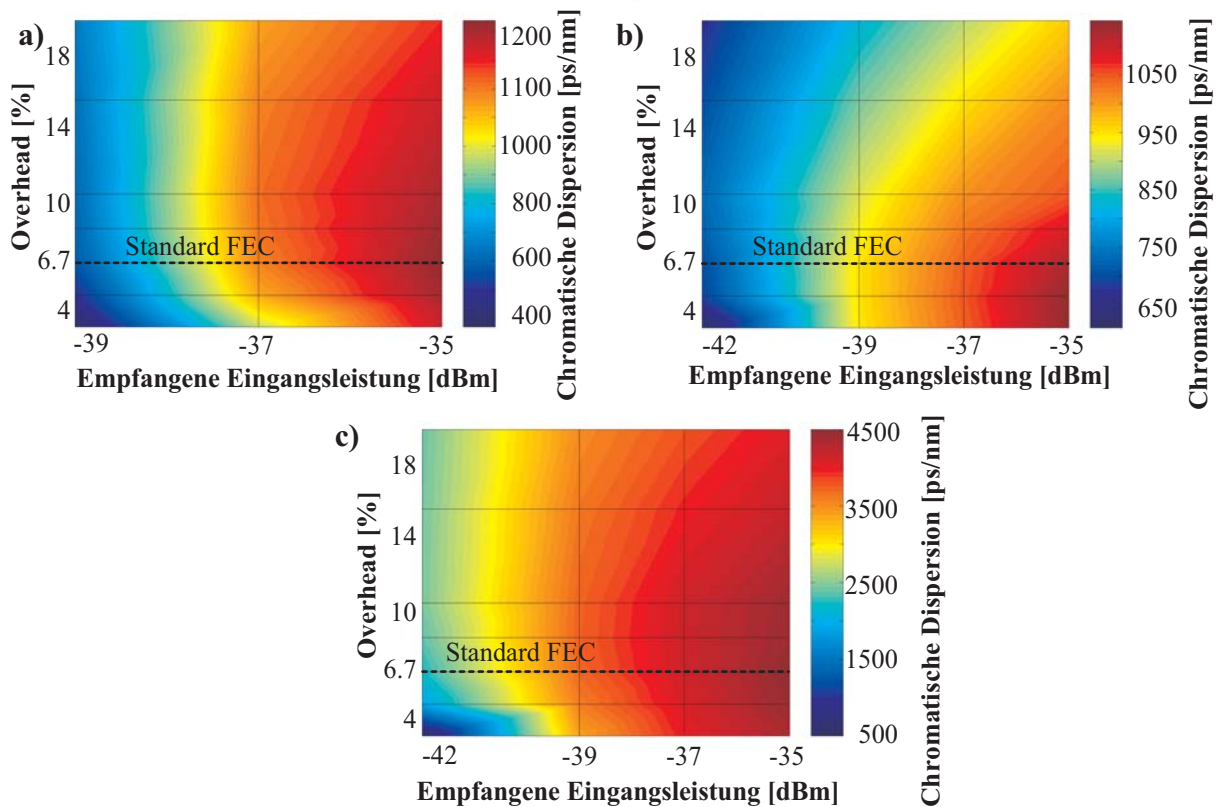 a)
18
14
10
6.7
4
Overhead [%]
Standard FEC
-39
-37
-35
Empfangene Eingangsleistung [dBm]
1200
1100
1000
800
600
400
Chromatische Dispersion [ps/nm]
b)
18
14
10
6.7
4
Overhead [%]
Standard FEC
-42
-39
-37
-35
Empfangene Eingangsleistung [dBm]
1050
950
850
750
650
Chromatische Dispersion [ps/nm]
c)
18
14
10
6.7
4
Overhead [%]
Standard FEC
-42
-39
-37
-35
Empfangene Eingangsleistung [dBm]
4500
3500
2500
1500
500
Chromatische Dispersion [ps/nm]